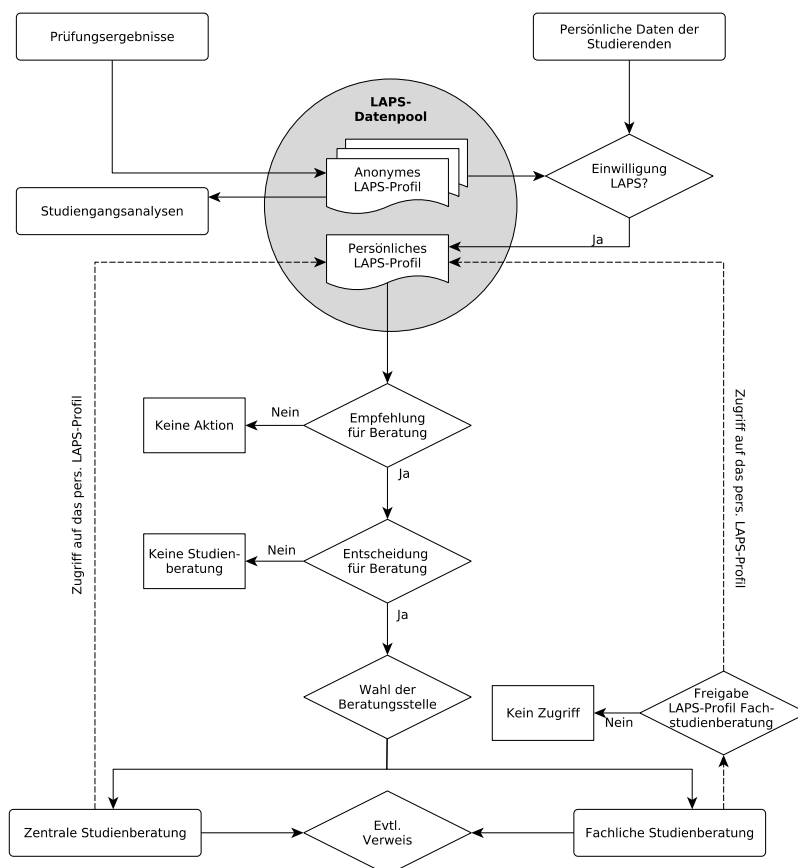 Prüfungsergebnisse
Persönliche Daten der
Studierenden
LAPS-
Datenpool
Anonymes
LAPS-Profil
Einwilligung
LAPS?
Studiengangsanalysen
Ja
Persönliches
LAPS-Profil
Zugriff auf das pers. LAPS-Profil
Zugriff auf das pers. LAPS-Profil
Keine Aktion
Nein
Empfehlung
für Beratung
Ja
Keine Studien-
beratung
Nein
Entscheidung
für Beratung
Ja
Wahl der
Beratungsstelle
Kein Zugriff
Nein
Freigabe
LAPS-Profil Fach-
studienberatung
Zentrale Studienberatung
Evtl.
Verweis
Fachliche Studienberatung